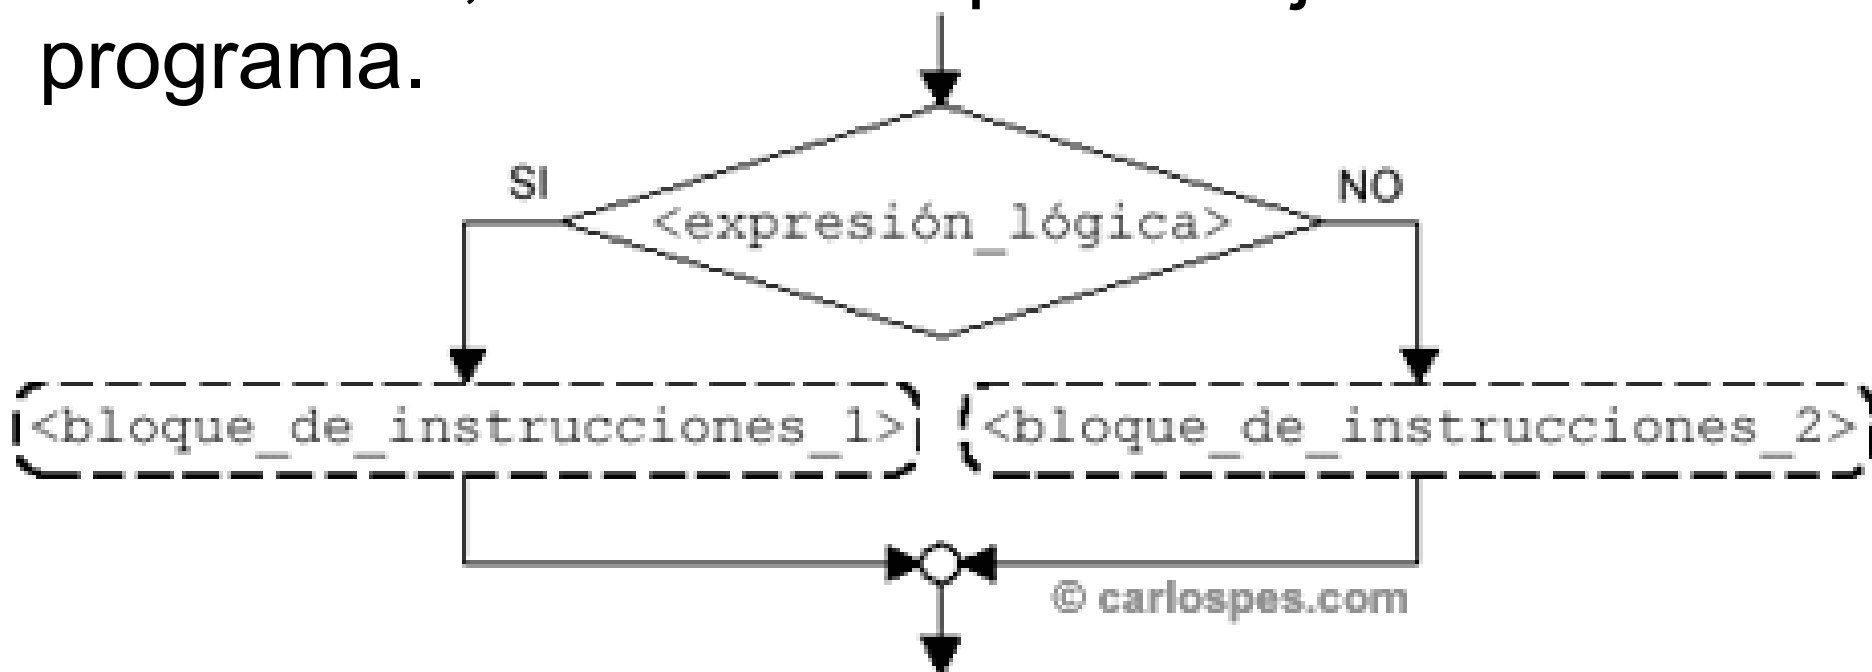 programa.
SI
NO
<expresión_lógica>
<bloque_de_instrucciones_1>
<bloque_de_instrucciones_2>
© carlospes.com